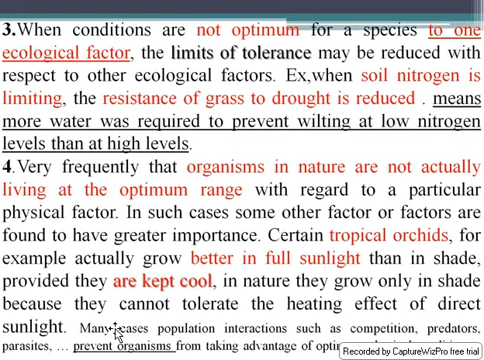 3.When conditions are not optimum for a species to one
ecological factor, the limits of tolerance may be reduced with
respect to other ecological factors. Ex,when soil nitrogen is
limiting, the resistance of grass to drought is reduced . means
more water was required to prevent wilting at low nitrogen
levels than at high levels.
4.Very frequently that organisms in nature are not actually
living at the optimum range with regard to a particular
physical factor. In such cases some other factor or factors are
found to have greater importance. Certain tropical orchids, for
example actually grow better in full sunlight than in shade,
provided they are kept cool, in nature they grow only in shade
because they cannot tolerate the heating effect of direct
sunlight. Many cases population interactions such as competition, predators,
parasites, … prevent organisms from taking advantage of
Recorded by CaptureWizPro free trial